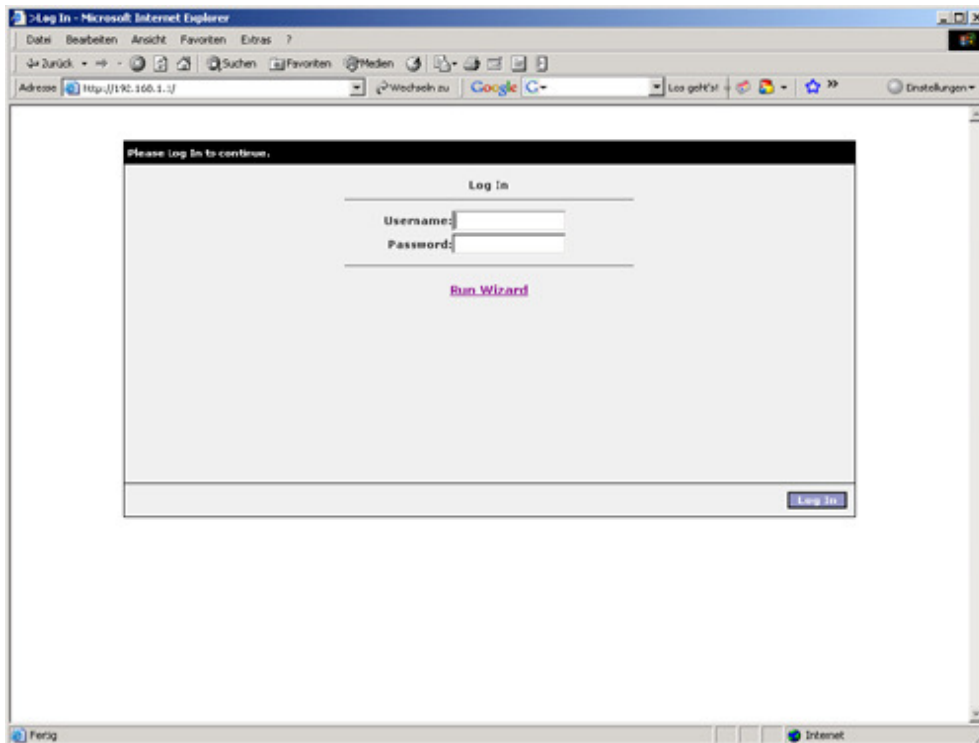 >Log In - Microsoft Internet Explorer
Datei Bearbeiten Ansicht Favoriten Extras ?
Zurück Suchen Favoriten Medien
Adresse http://192.168.1.1/ Wechseln zu Google G Los geht's! Einstellungen
Please Log In to continue.
Log In
Username:
Password:
Run Wizard
Log In
Fertig Internet